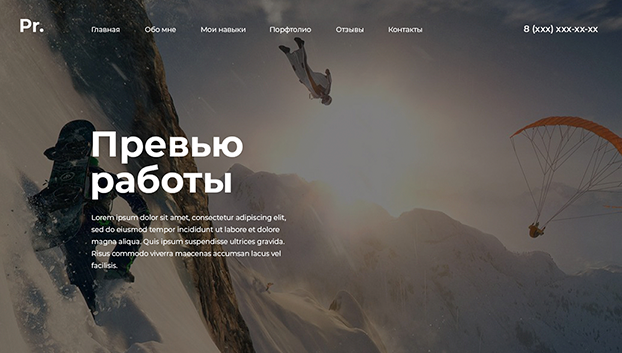 Pr.
Главная Обо мне Мои навыки Порфтолио Отзывы Контакты
8 (xxx) xxx-xx-xx
Превью
работы
Lorem ipsum dolor sit amet, consectetur adipiscing elit,
sed do eiusmod tempor incididunt ut labore et dolore
magna aliqua. Quis ipsum suspendisse ultrices gravida.
Risus commodo viverra maecenas accumsan lacus vel
facilisis.